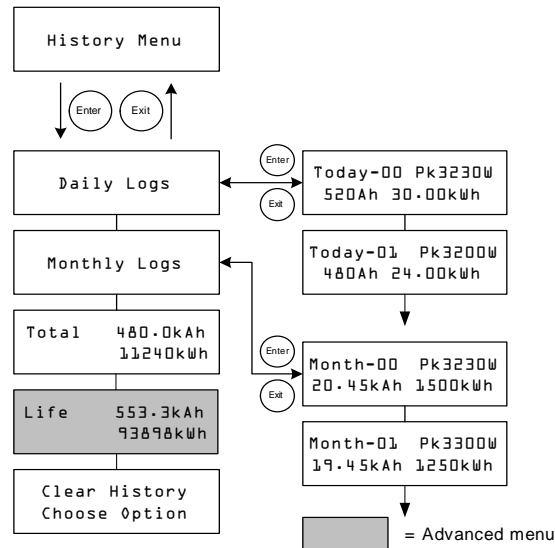 History Menu
Enter
Exit
Daily Logs
Enter
Exit
Today-00 Pk3230W
520Ah 30.00kWh
Today-01 Pk3200W
480Ah 24.00kWh
Monthly Logs
Enter
Exit
Month-00 Pk3230W
20.45kAh 1500kWh
Month-01 Pk3300W
19.45kAh 1250kWh
Total 480.0kAh
11240kWh
Life 553.3kAh
93898kWh
Clear History
Choose Option
= Advanced menu